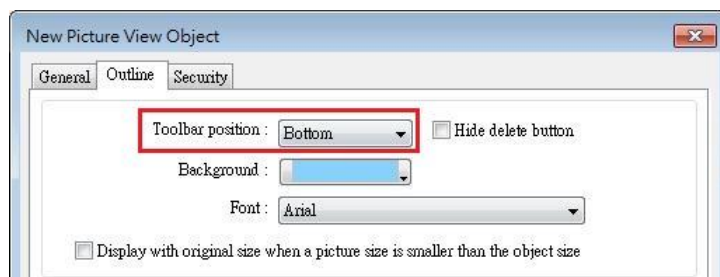 New Picture View Object
General Outline Security
Toolbar position : Bottom Hide delete button
Background :
Font : Arial
Display with original size when a picture size is smaller than the object size